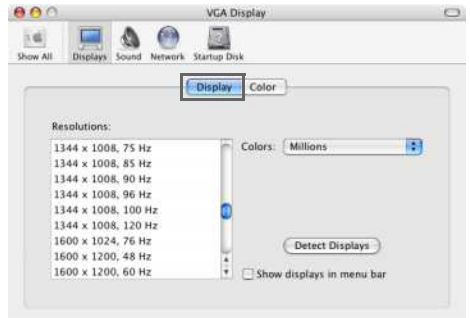 VGA Display
Show All Displays Sound Network Startup Disk
Display Color
Resolutions:
1344 x 1008, 75 Hz
1344 x 1008, 85 Hz
1344 x 1008, 90 Hz
1344 x 1008, 96 Hz
1344 x 1008, 100 Hz
1344 x 1008, 120 Hz
1600 x 1024, 76 Hz
1600 x 1200, 48 Hz
1600 x 1200, 60 Hz
Colors: Millions
Detect Displays
Show displays in menu bar